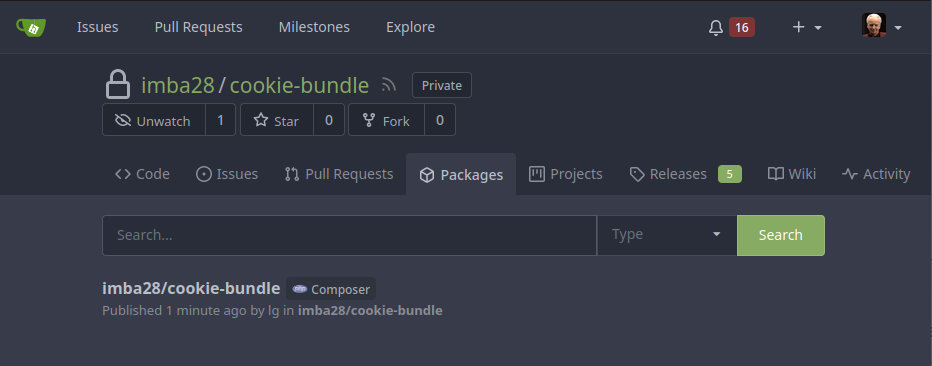 Issues Pull Requests Milestones Explore 16
imba28/cookie-bundle Private
Unwatch 1 Star 0 Fork 0
Code Issues Pull Requests Packages Projects Releases 5 Wiki Activity
Search... Type Search
imba28/cookie-bundle php Composer
Published 1 minute ago by lg in imba28/cookie-bundle